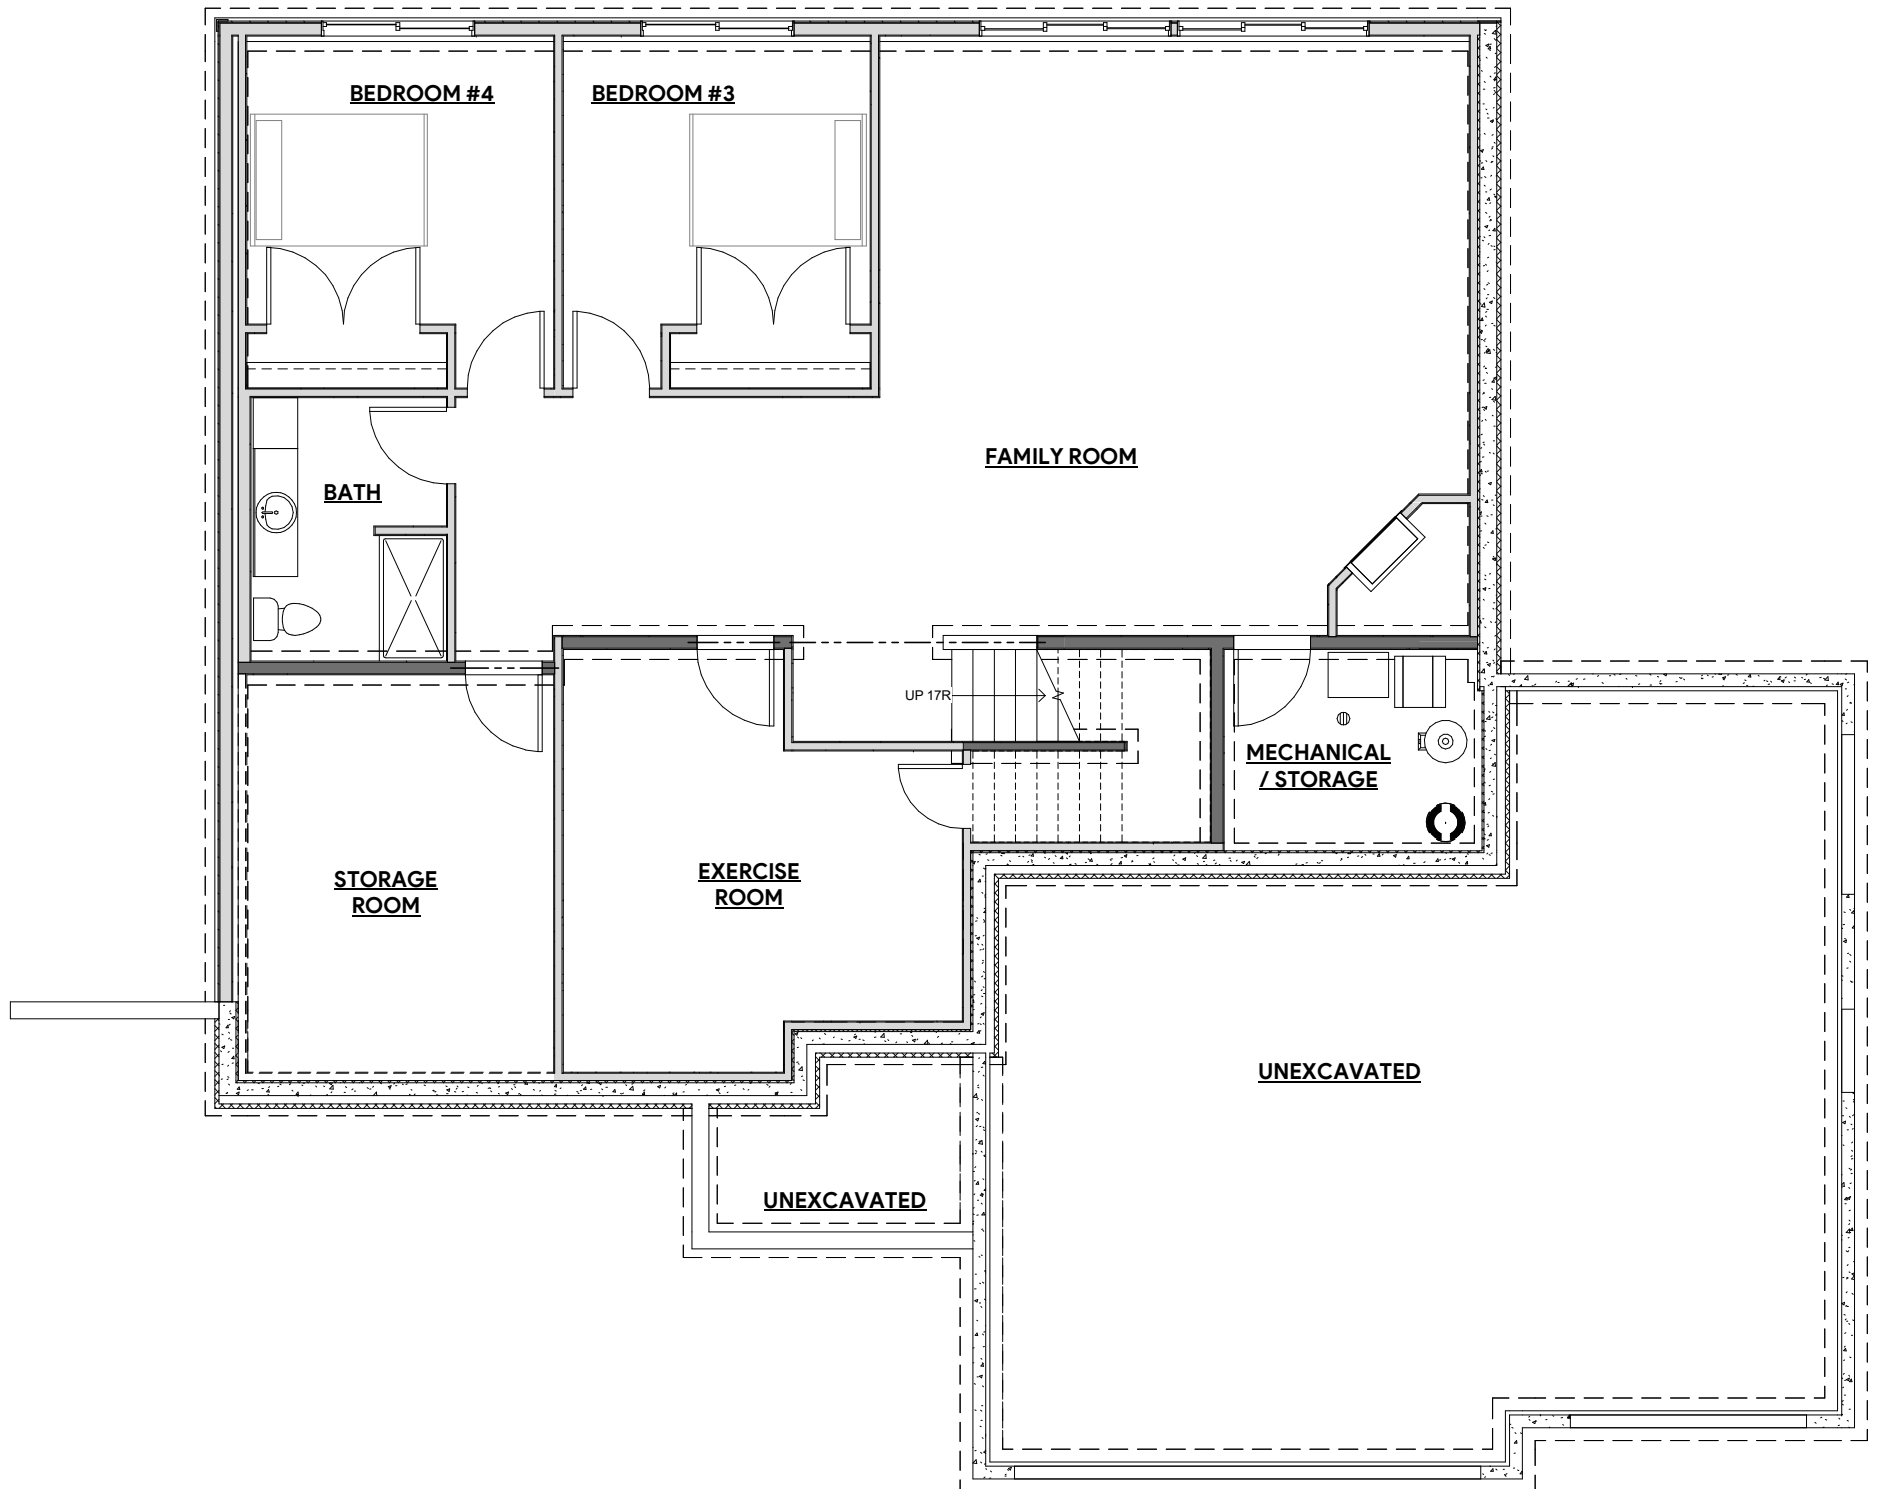 BEDROOM #4
BEDROOM #3
FAMILY ROOM
BATH
UP 17R
MECHANICAL
/ STORAGE
STORAGE
ROOM
EXERCISE
ROOM
UNEXCAVATED
UNEXCAVATED